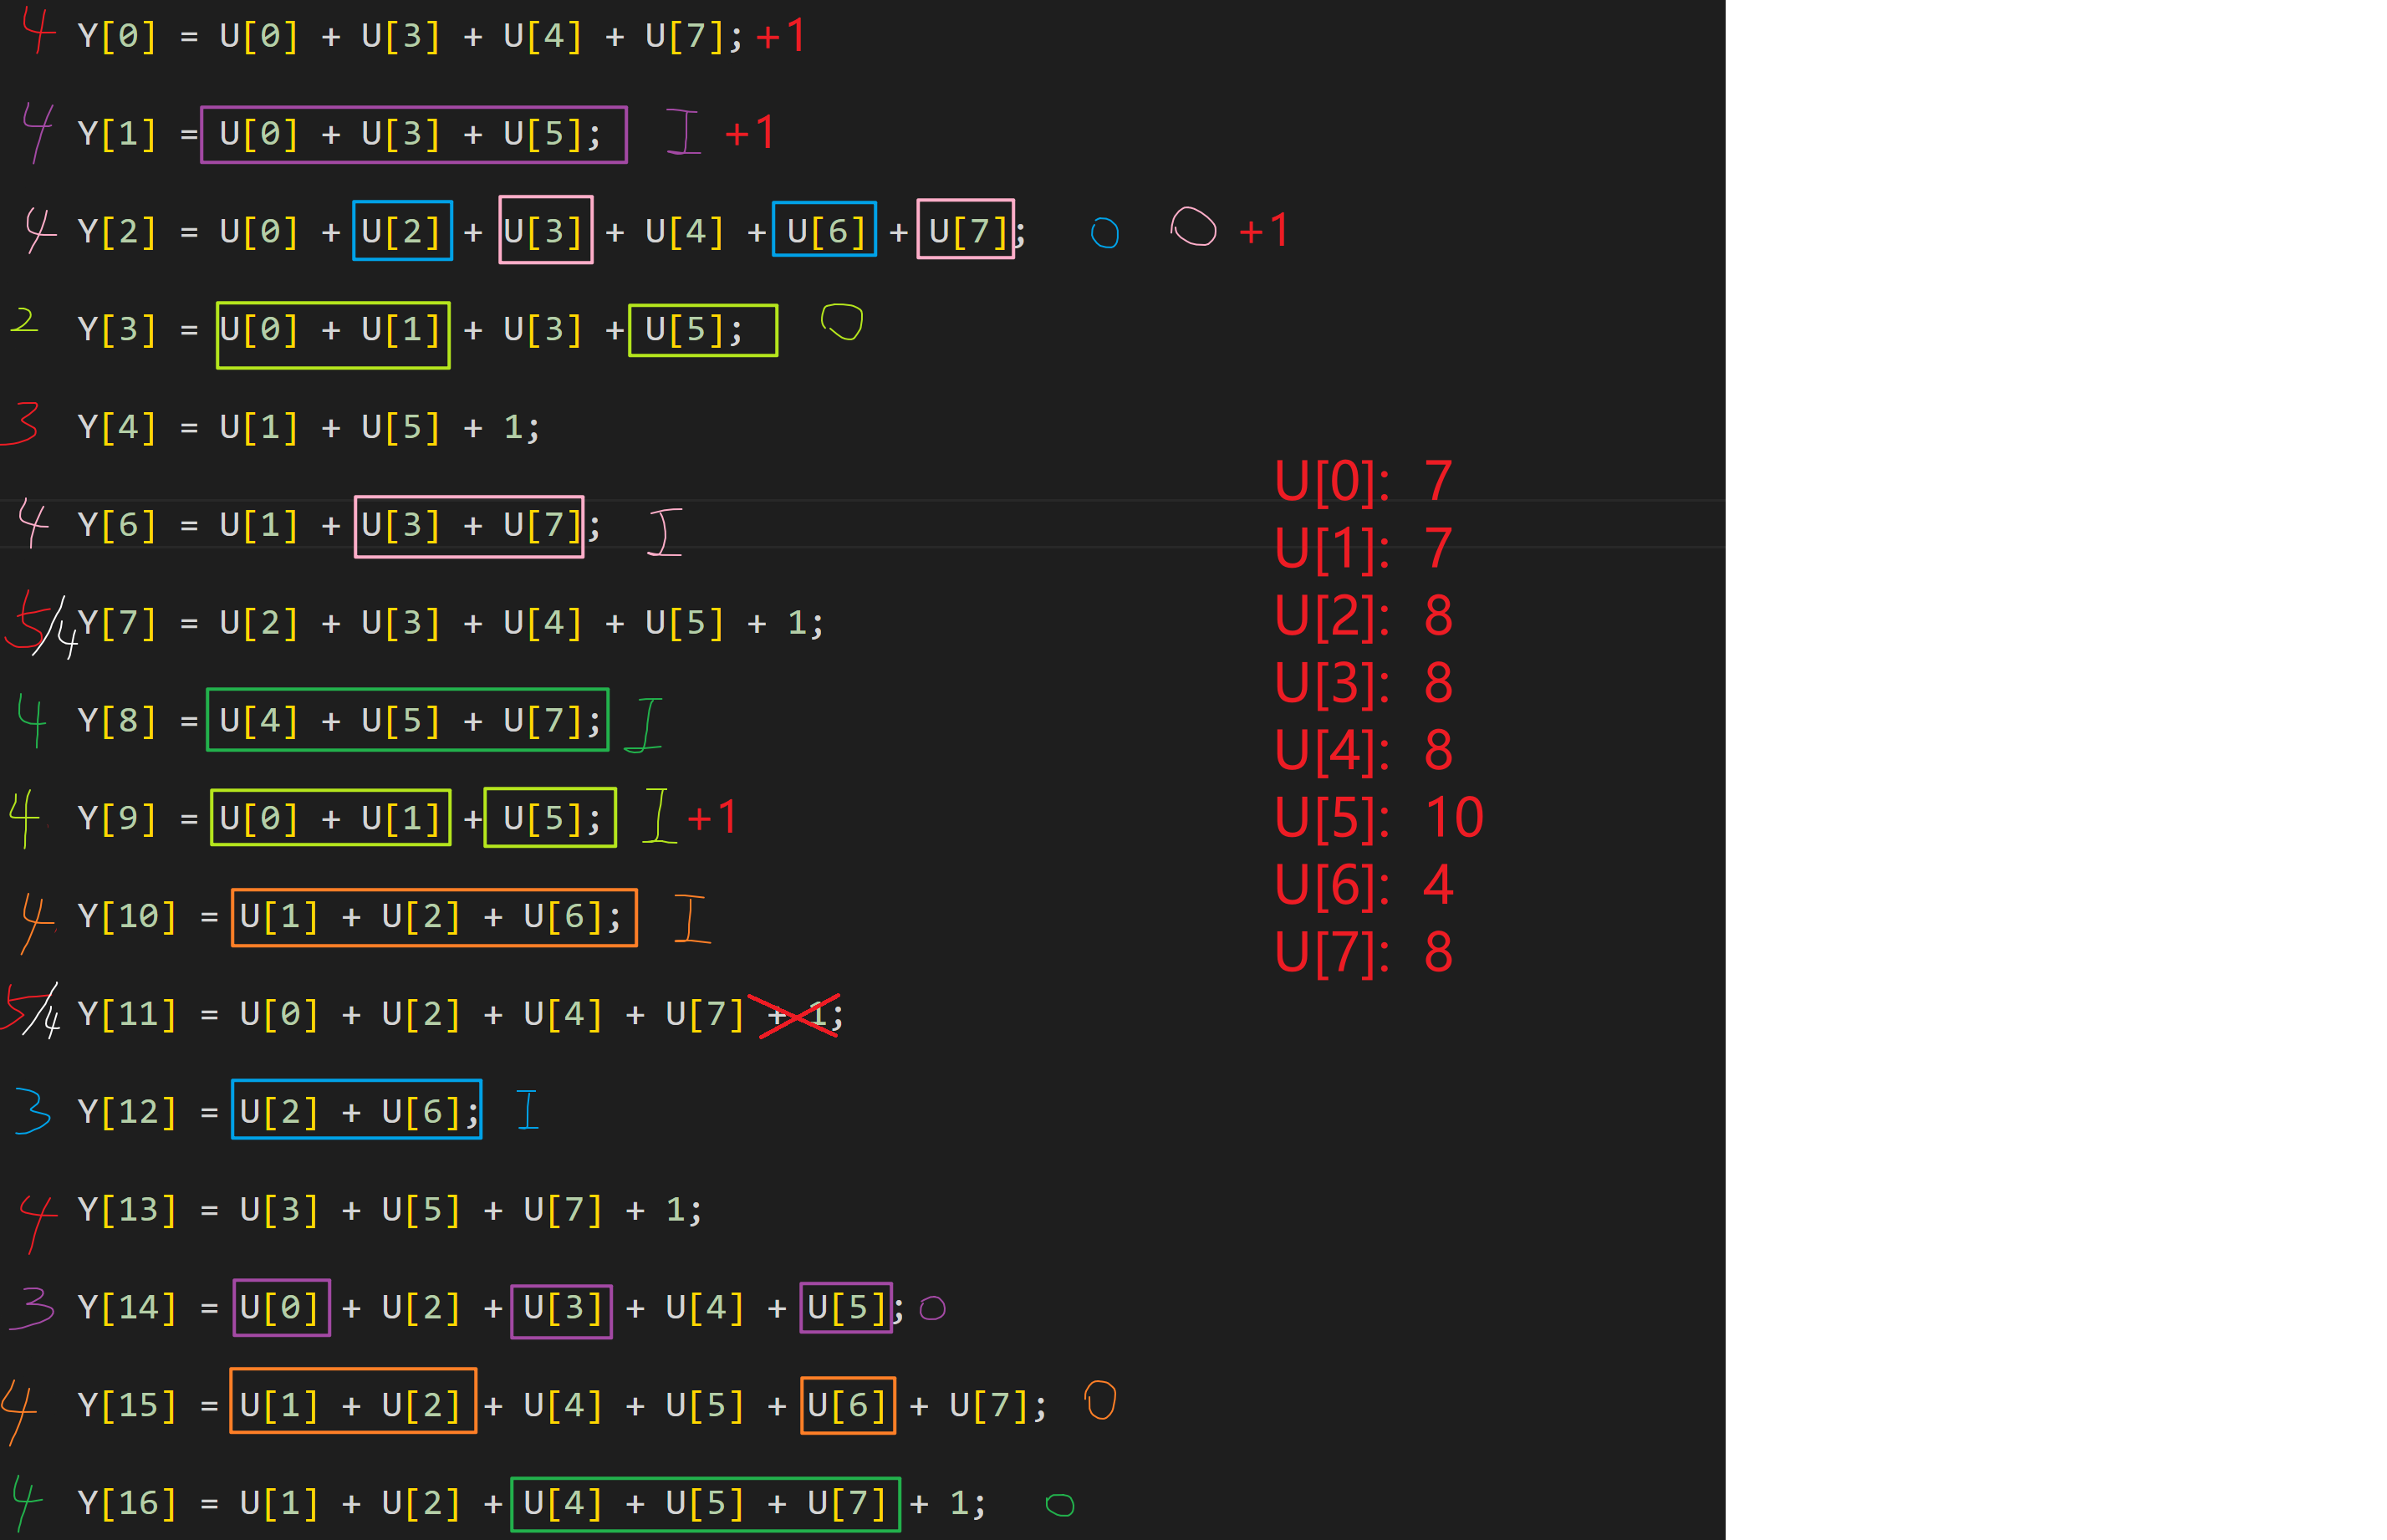 4 Y[0] = U[0] + U[3] + U[4] + U[7]; +1
4 Y[1] = U[0] + U[3] + U[5]; I +1
4 Y[2] = U[0] + U[2] + U[3] + U[4] + U[6] + U[7]; O O +1
2 Y[3] = U[0] + U[1] + U[3] + U[5]; O
3 Y[4] = U[1] + U[5] + 1;
U[0]: 7
4 Y[6] = U[1] + U[3] + U[7]; I
U[1]: 7
5/4 Y[7] = U[2] + U[3] + U[4] + U[5] + 1;
U[2]: 8
U[3]: 8
4 Y[8] = U[4] + U[5] + U[7]; I
U[4]: 8
4 Y[9] = U[0] + U[1] + U[5]; I +1
U[5]: 10
U[6]: 4
4 Y[10] = U[1] + U[2] + U[6]; I
U[7]: 8
5/4 Y[11] = U[0] + U[2] + U[4] + U[7] + 1;
3 Y[12] = U[2] + U[6]; I
4 Y[13] = U[3] + U[5] + U[7] + 1;
3 Y[14] = U[0] + U[2] + U[3] + U[4] + U[5]; O
4 Y[15] = U[1] + U[2] + U[4] + U[5] + U[6] + U[7]; O
4 Y[16] = U[1] + U[2] + U[4] + U[5] + U[7] + 1; O